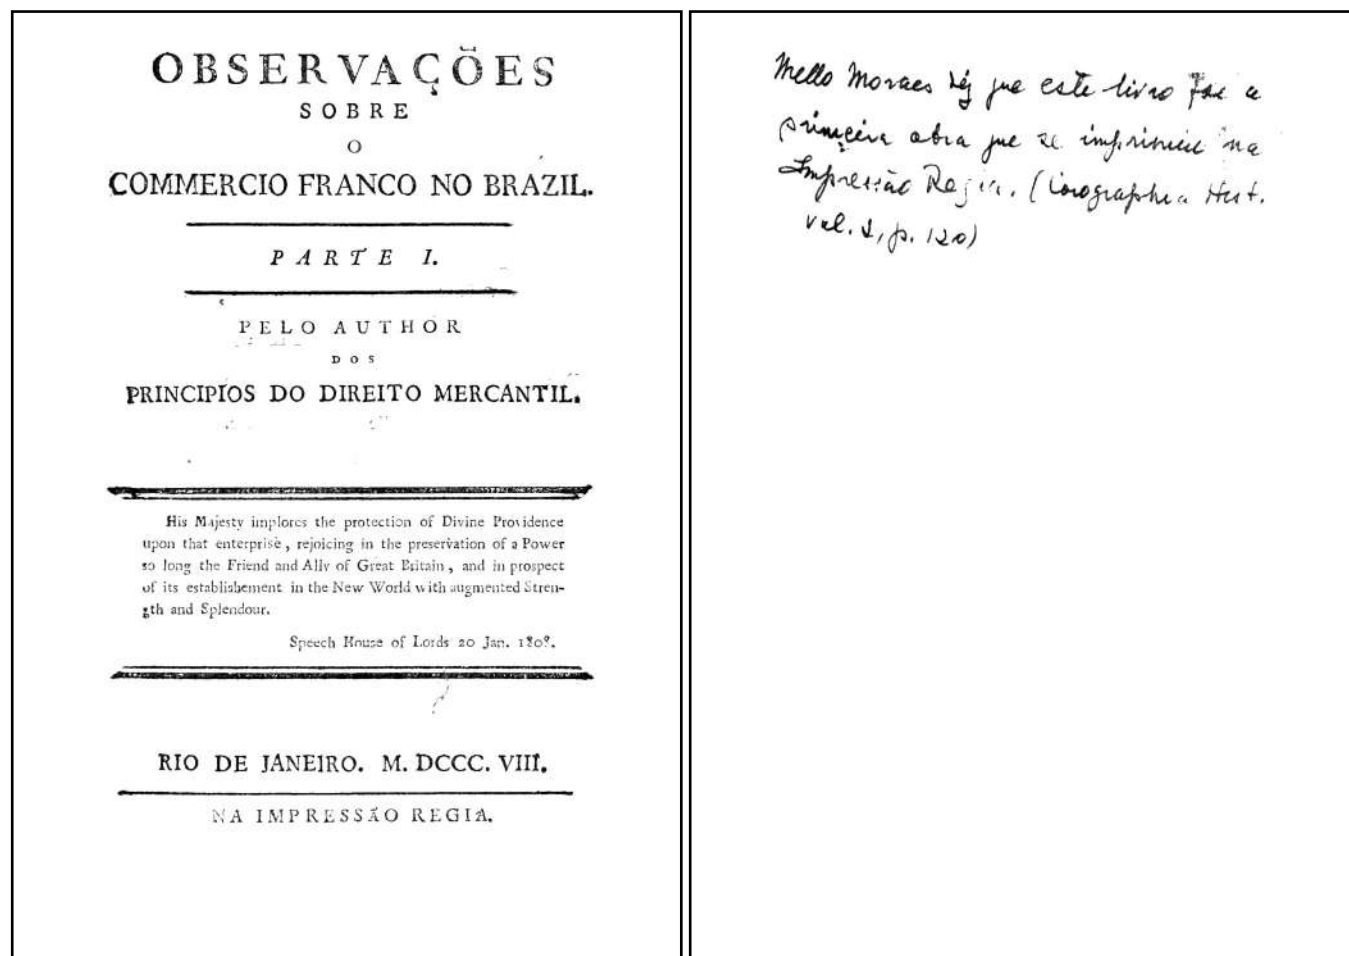 OBSERVAÇÕES
SOBRE
O
COMMERCIO FRANCO NO BRAZIL.
PARTE I.
PELO AUTHOR
DOS
PRINCIPIOS DO DIREITO MERCANTIL.
His Majesty implores the protection of Divine Providence
upon that enterprise, rejoicing in the preservation of a Power
so long the Friend and Ally of Great Britain, and in prospect
of its establishement in the New World with augmented Stren-
gth and Splendour.
Speech House of Lords 20 Jan. 1808.
RIO DE JANEIRO. M. DCCC. VIII.
NA IMPRESSÃO REGIA.
Mello Moraes diz que este livro foi a
primeira obra que se imprimiu na
Impressão Regia. (Corographia Hist.
vol. 1, p. 120)